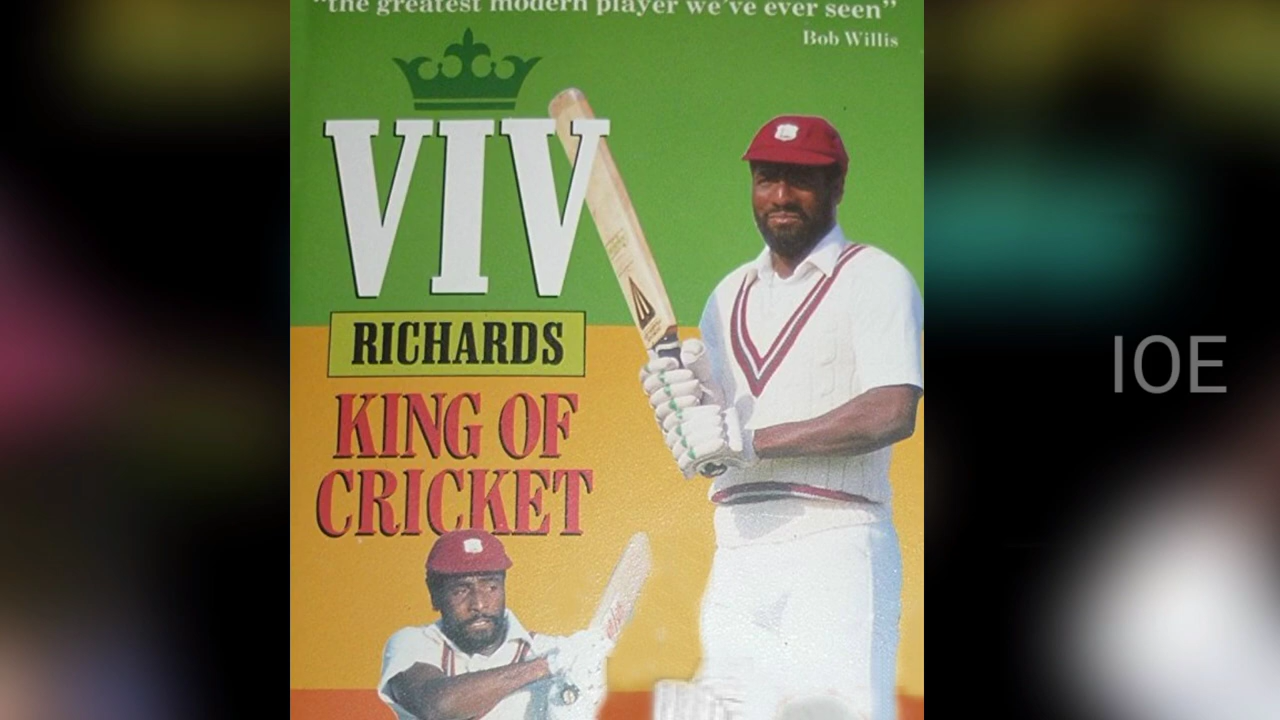 "the greatest modern player we've ever seen"
Bob Willis
VIV
RICHARDS
KING OF
CRICKET
IOE